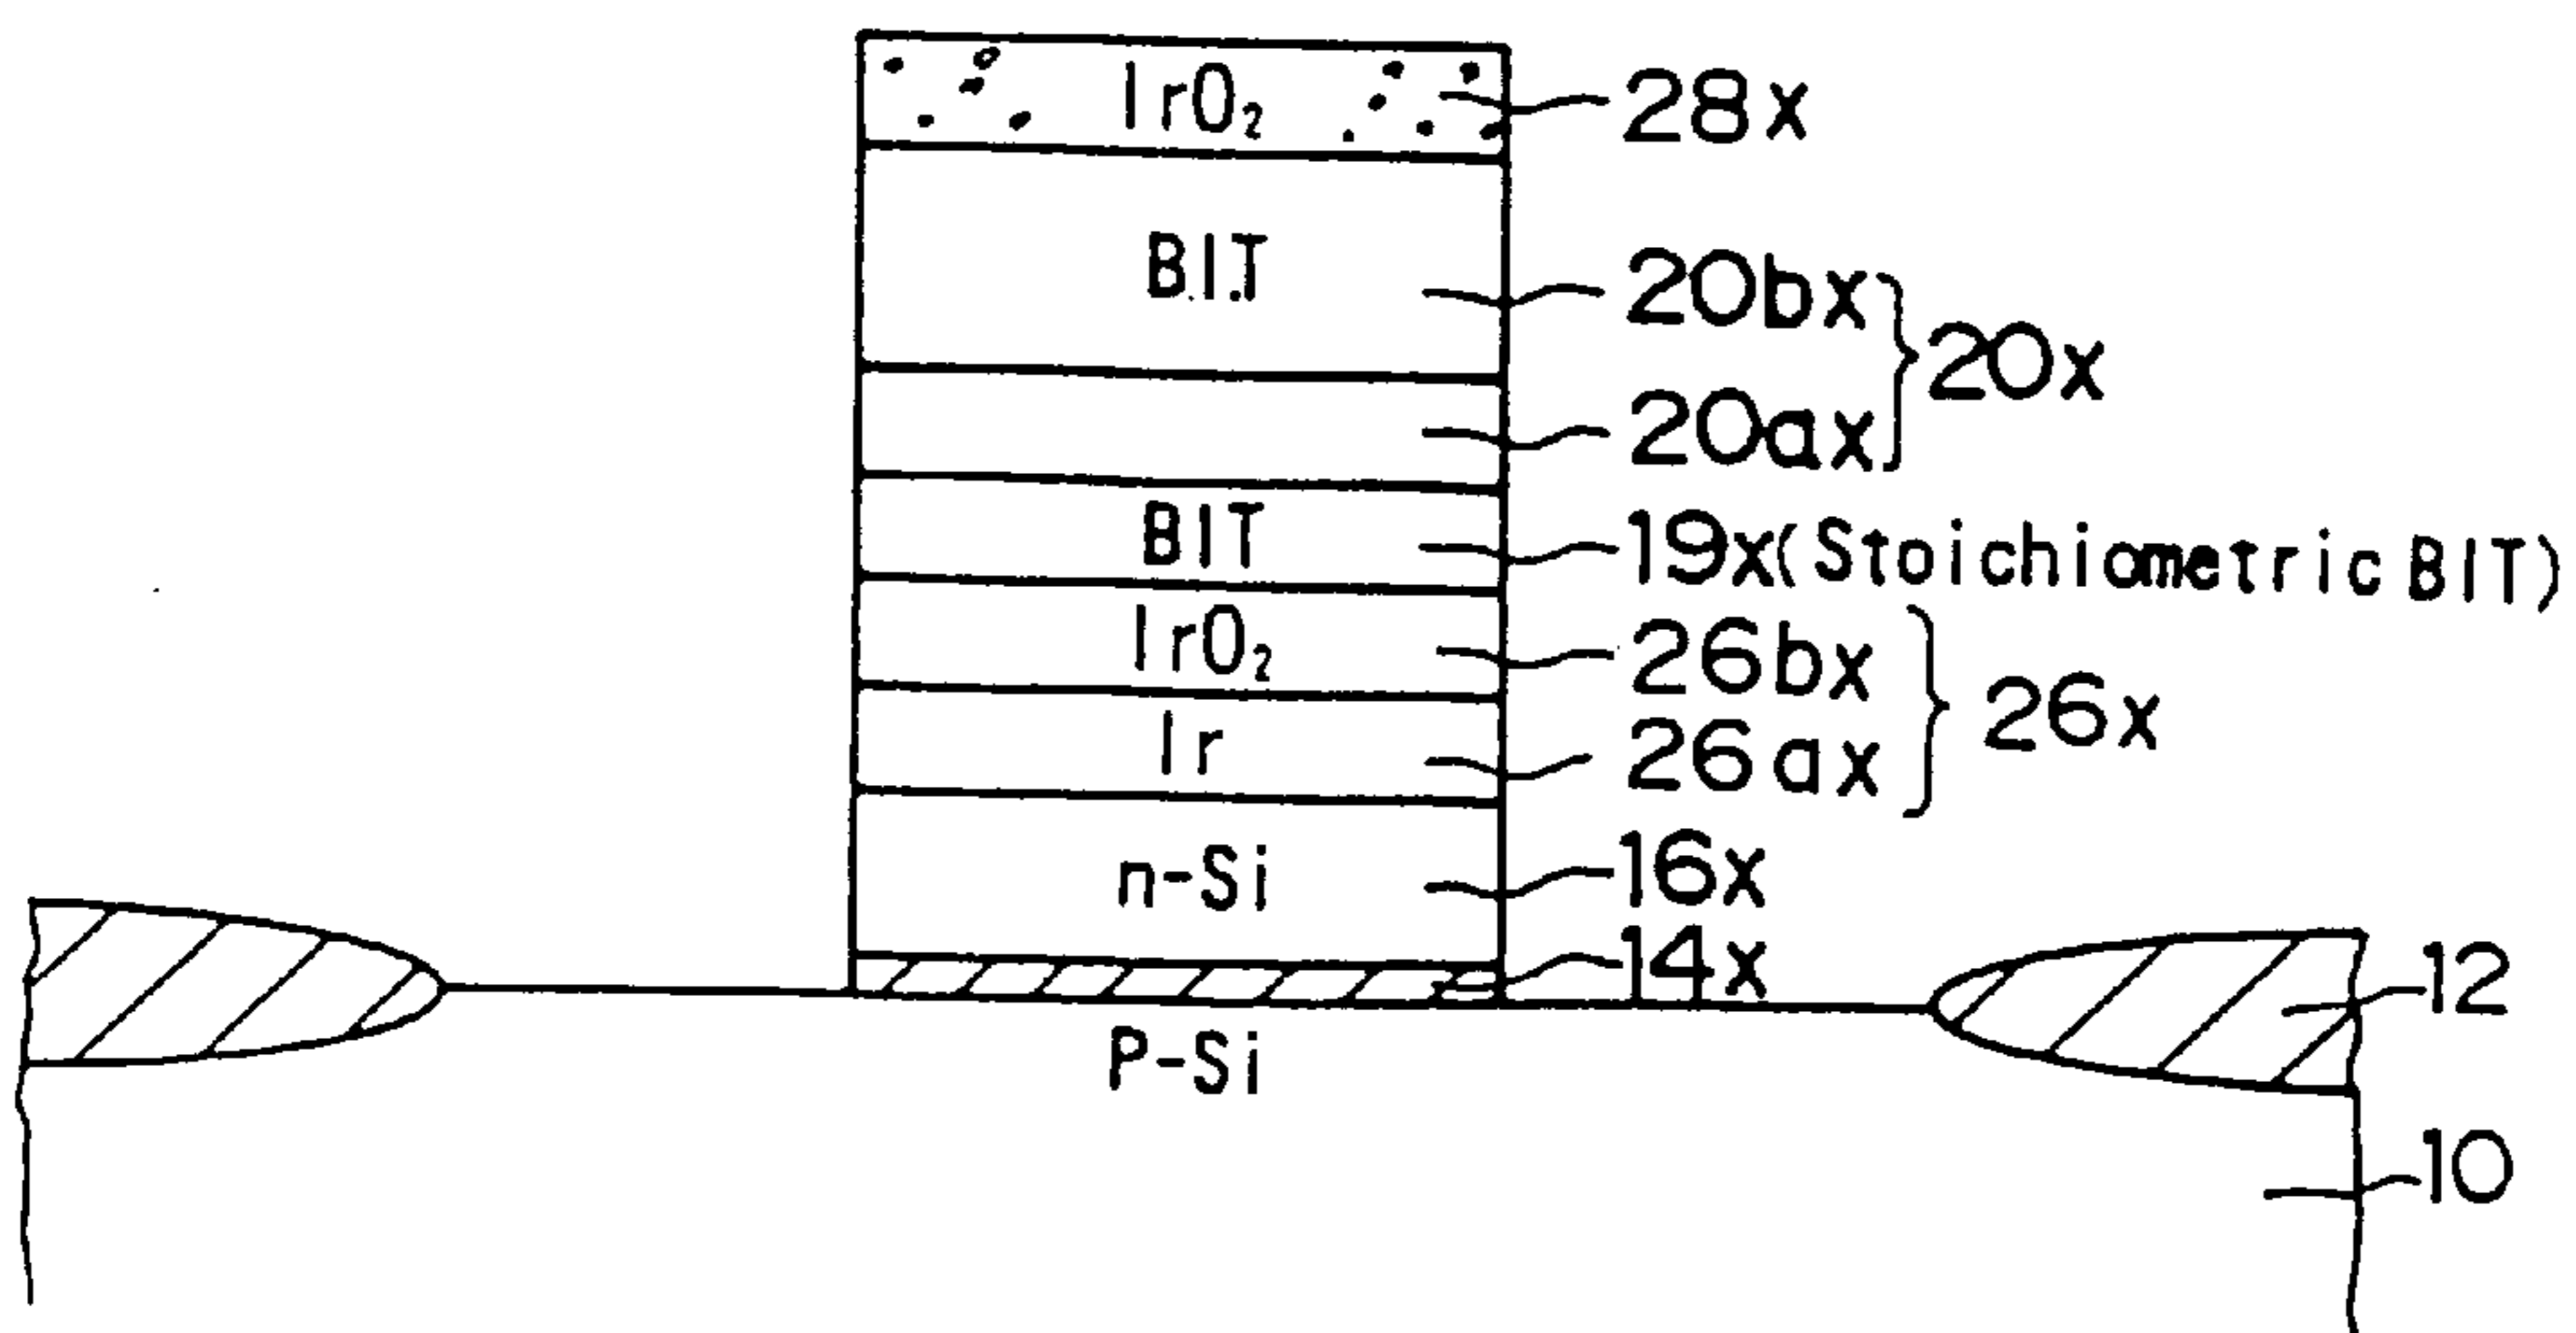 IrO₂ 28x
BIT 20bx
20x
20ax
BIT 19x(Stoichiometric BIT)
IrO₂ 26bx
26x
Ir 26ax
n-Si 16x
14x
12
P-Si
10